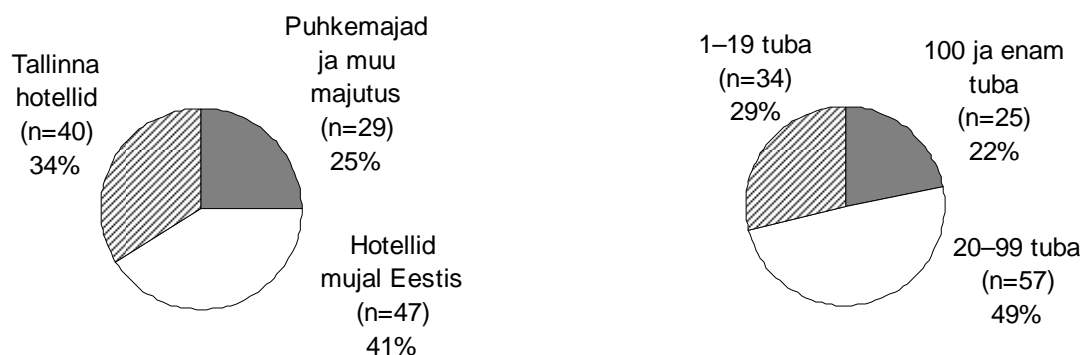 Tallinna
hotellid
(n=40)
34%
Puhkemajad
ja muu
majutus
(n=29)
25%
Hotellid
mujal Eestis
(n=47)
41%
1–19 tuba
(n=34)
29%
100 ja enam
tuba
(n=25)
22%
20–99 tuba
(n=57)
49%